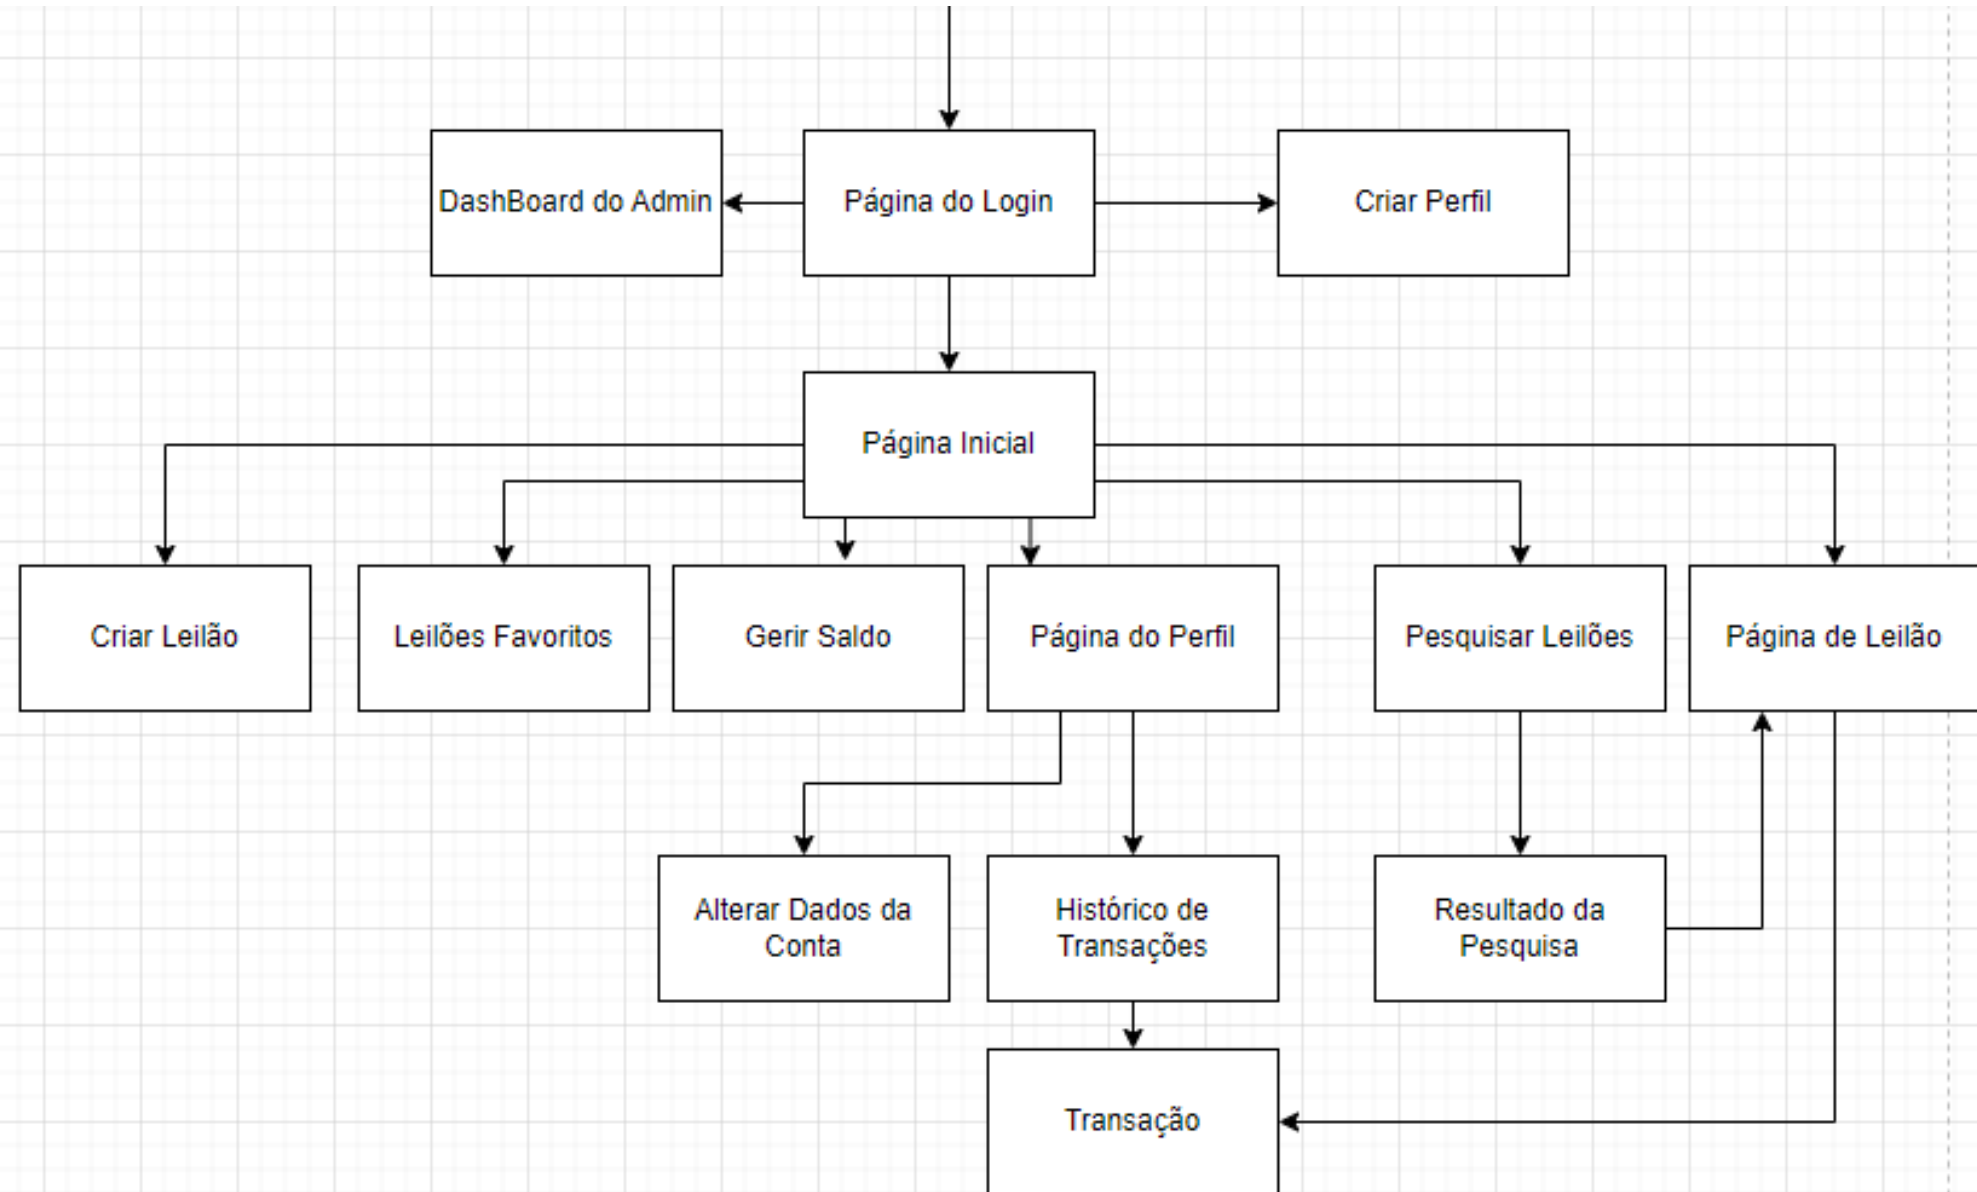 DashBoard do Admin
Página do Login
Criar Perfil
Página Inicial
Criar Leilão
Leilões Favoritos
Gerir Saldo
Página do Perfil
Pesquisar Leilões
Página de Leilão
Alterar Dados da
Conta
Histórico de
Transações
Resultado da
Pesquisa
Transação